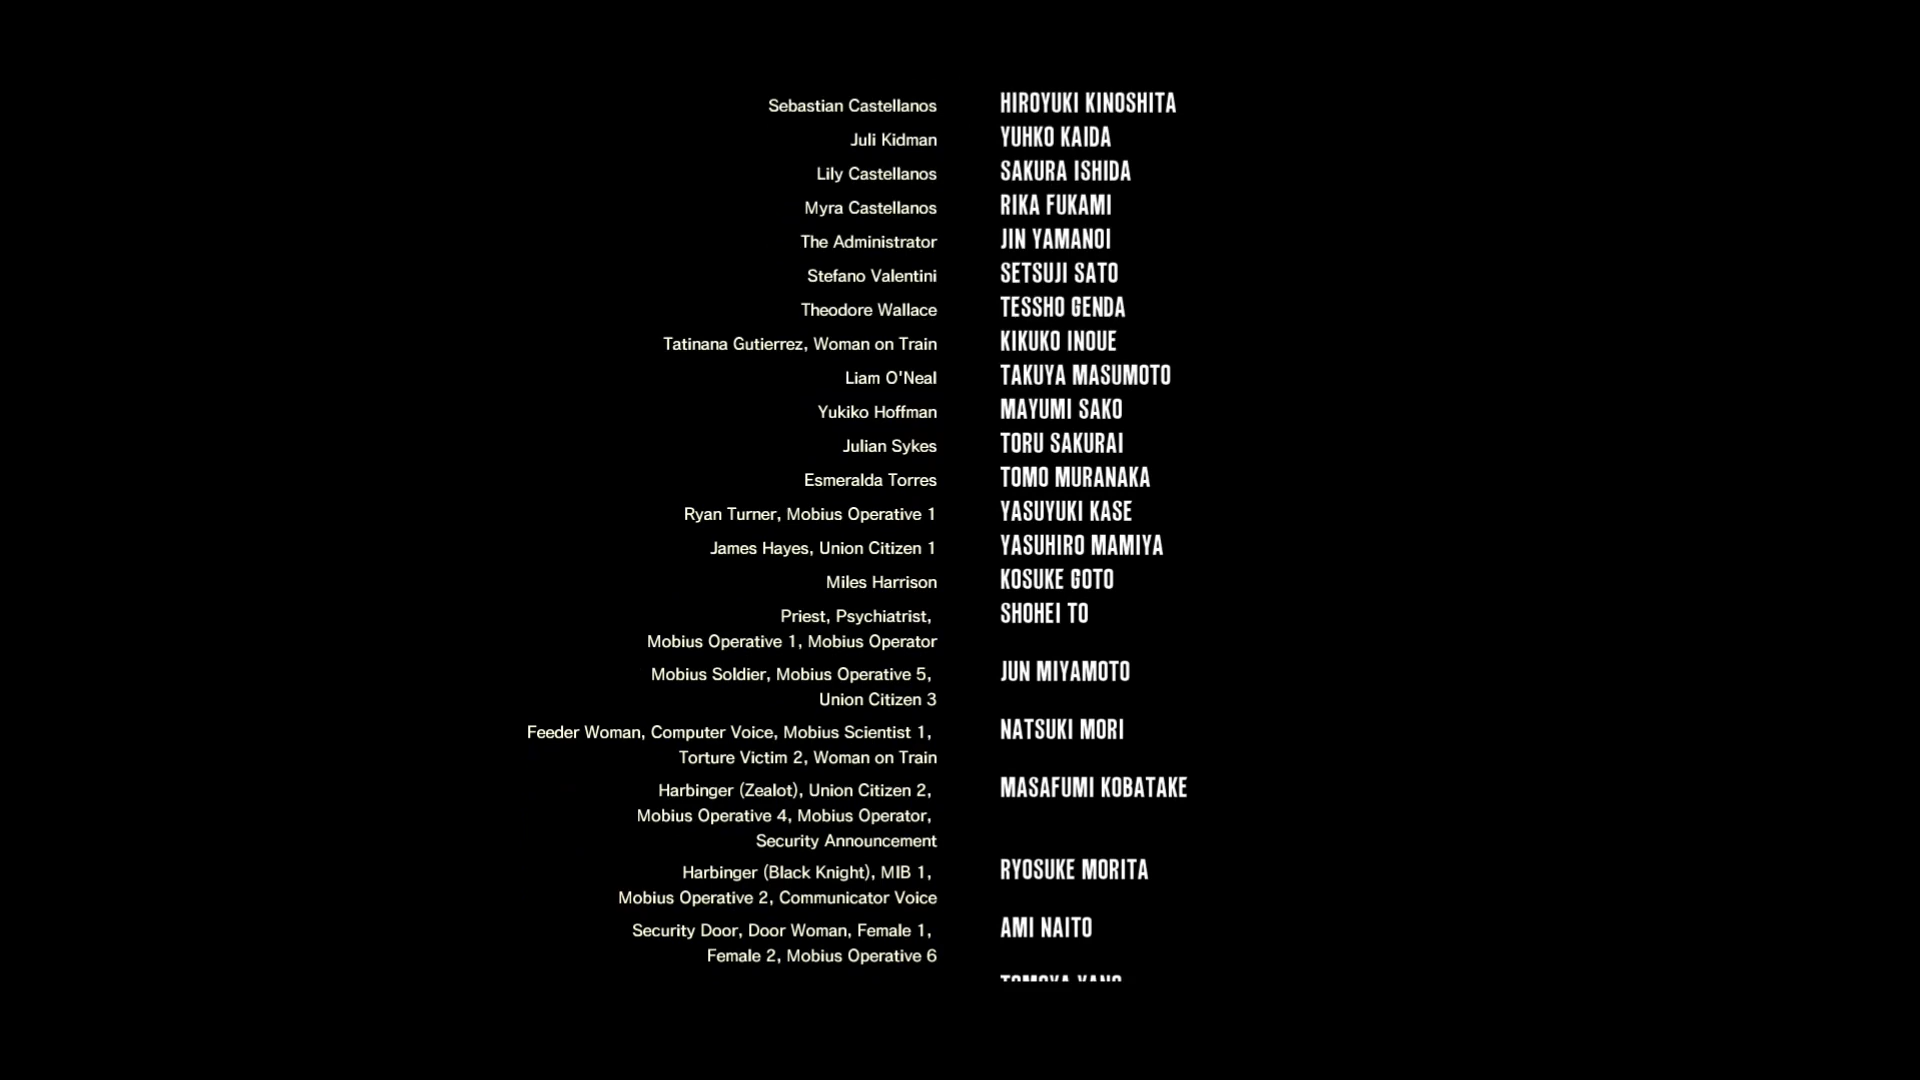 Sebastian Castellanos HIROYUKI KINOSHITA
Juli Kidman YUHKO KAIDA
Lily Castellanos SAKURA ISHIDA
Myra Castellanos RIKA FUKAMI
The Administrator JIN YAMANOI
Stefano Valentini SETSUJI SATO
Theodore Wallace TESSHO GENDA
Tatinana Gutierrez, Woman on Train KIKUKO INOUE
Liam O'Neal TAKUYA MASUMOTO
Yukiko Hoffman MAYUMI SAKO
Julian Sykes TORU SAKURAI
Esmeralda Torres TOMO MURANAKA
Ryan Turner, Mobius Operative 1 YASUYUKI KASE
James Hayes, Union Citizen 1 YASUHIRO MAMIYA
Miles Harrison KOSUKE GOTO
Priest, Psychiatrist, SHOHEI TO
Mobius Operative 1, Mobius Operator
Mobius Soldier, Mobius Operative 5, JUN MIYAMOTO
Union Citizen 3
Feeder Woman, Computer Voice, Mobius Scientist 1, NATSUKI MORI
Torture Victim 2, Woman on Train
Harbinger (Zealot), Union Citizen 2, MASAFUMI KOBATAKE
Mobius Operative 4, Mobius Operator,
Security Announcement
Harbinger (Black Knight), MIB 1, RYOSUKE MORITA
Mobius Operative 2, Communicator Voice
Security Door, Door Woman, Female 1, AMI NAITO
Female 2, Mobius Operative 6